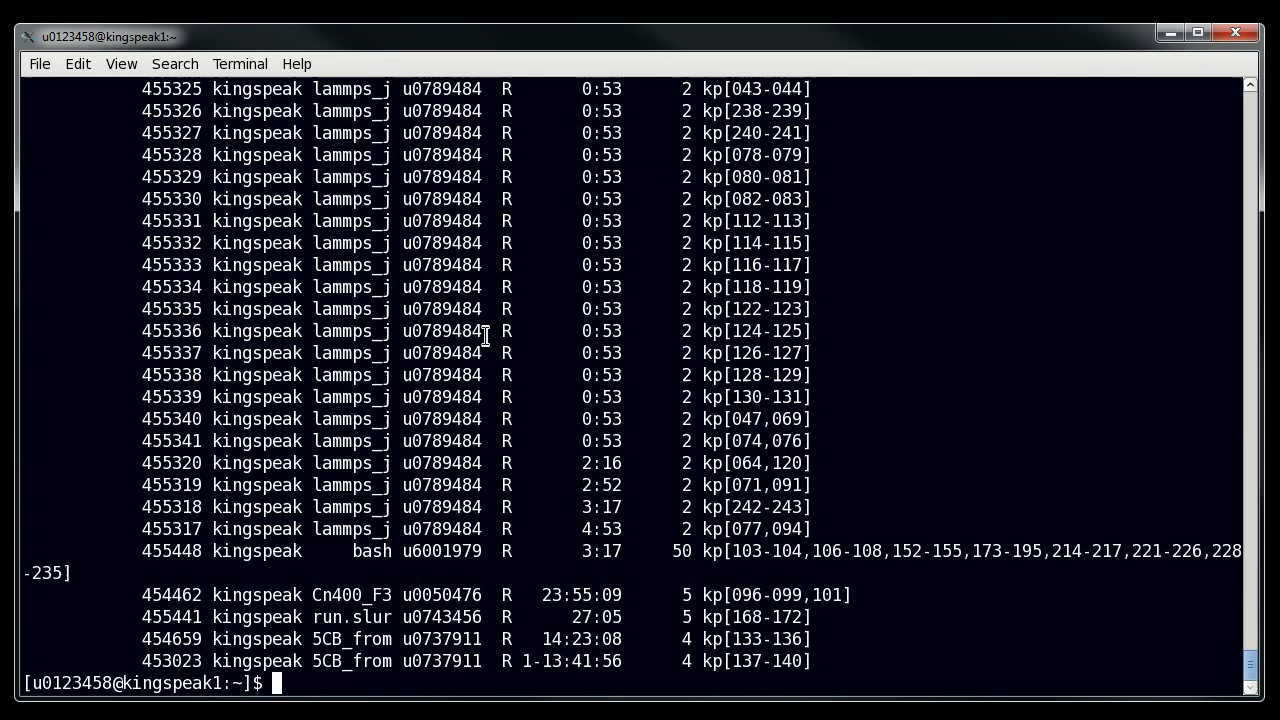 u0123458@kingspeak1:~
File Edit View Search Terminal Help
455325 kingspeak lammps_j u0789484 R 0:53 2 kp[043-044]
455326 kingspeak lammps_j u0789484 R 0:53 2 kp[238-239]
455327 kingspeak lammps_j u0789484 R 0:53 2 kp[240-241]
455328 kingspeak lammps_j u0789484 R 0:53 2 kp[078-079]
455329 kingspeak lammps_j u0789484 R 0:53 2 kp[080-081]
455330 kingspeak lammps_j u0789484 R 0:53 2 kp[082-083]
455331 kingspeak lammps_j u0789484 R 0:53 2 kp[112-113]
455332 kingspeak lammps_j u0789484 R 0:53 2 kp[114-115]
455333 kingspeak lammps_j u0789484 R 0:53 2 kp[116-117]
455334 kingspeak lammps_j u0789484 R 0:53 2 kp[118-119]
455335 kingspeak lammps_j u0789484 R 0:53 2 kp[122-123]
455336 kingspeak lammps_j u0789484 R 0:53 2 kp[124-125]
455337 kingspeak lammps_j u0789484 R 0:53 2 kp[126-127]
455338 kingspeak lammps_j u0789484 R 0:53 2 kp[128-129]
455339 kingspeak lammps_j u0789484 R 0:53 2 kp[130-131]
455340 kingspeak lammps_j u0789484 R 0:53 2 kp[047,069]
455341 kingspeak lammps_j u0789484 R 0:53 2 kp[074,076]
455320 kingspeak lammps_j u0789484 R 2:16 2 kp[064,120]
455319 kingspeak lammps_j u0789484 R 2:52 2 kp[071,091]
455318 kingspeak lammps_j u0789484 R 3:17 2 kp[242-243]
455317 kingspeak lammps_j u0789484 R 4:53 2 kp[077,094]
455448 kingspeak bash u6001979 R 3:17 50 kp[103-104,106-108,152-155,173-195,214-217,221-226,228
-235]
454462 kingspeak Cn400_F3 u0050476 R 23:55:09 5 kp[096-099,101]
455441 kingspeak run.slur u0743456 R 27:05 5 kp[168-172]
454659 kingspeak 5CB_from u0737911 R 14:23:08 4 kp[133-136]
453023 kingspeak 5CB_from u0737911 R 1-13:41:56 4 kp[137-140]
[u0123458@kingspeak1:~]$